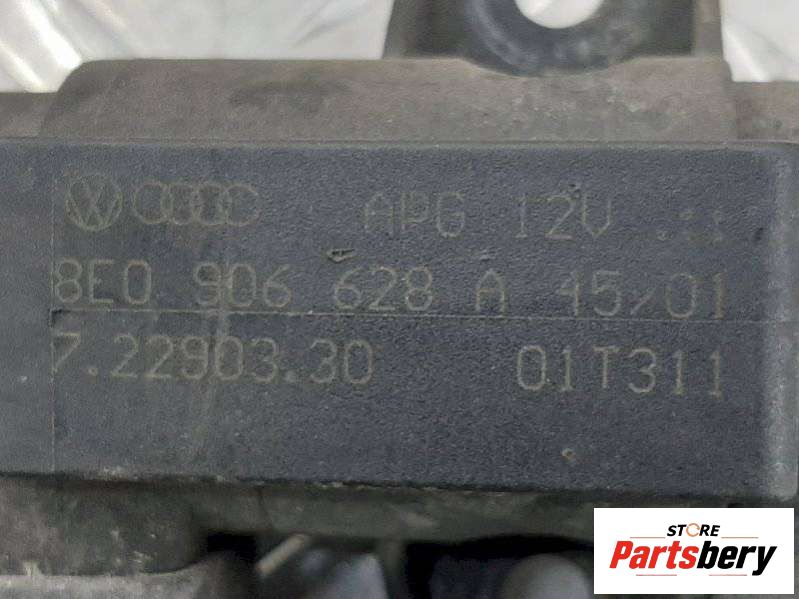 APG 12V
8E0 906 628 A 45/01
7.22903.30 01T311
STORE
Partsbery